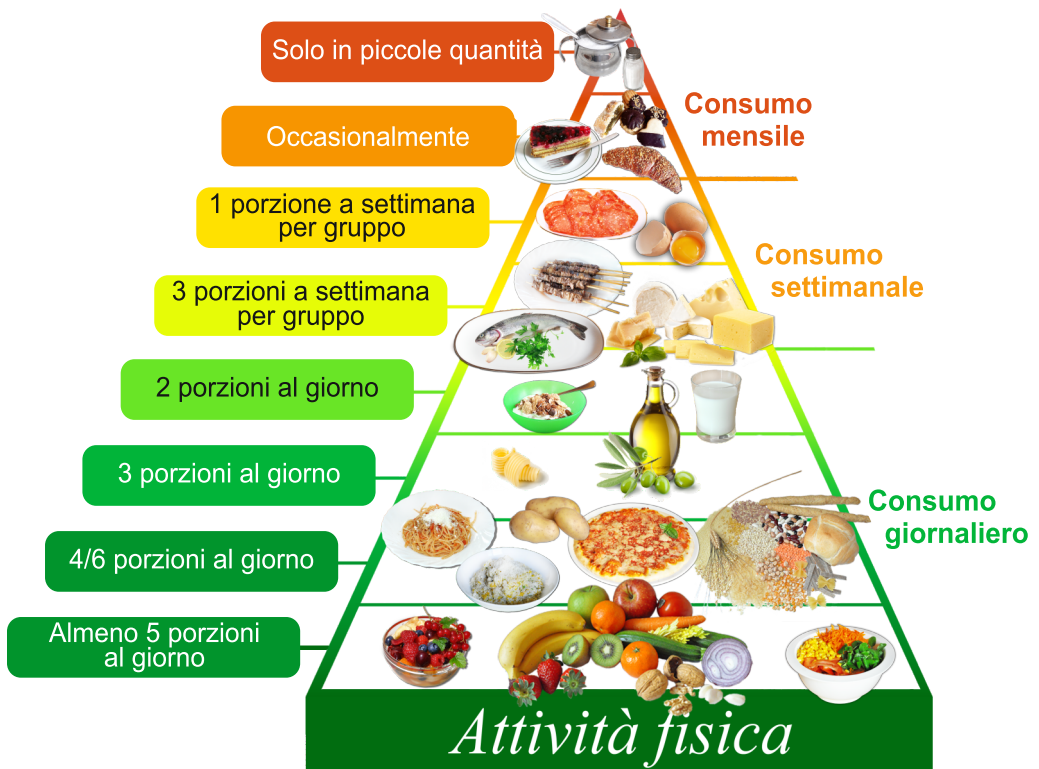 Solo in piccole quantità
Consumo
mensile
Occasionalmente
1 porzione a settimana
per gruppo
Consumo
settimanale
3 porzioni a settimana
per gruppo
2 porzioni al giorno
3 porzioni al giorno
Consumo
giornaliero
4/6 porzioni al giorno
Almeno 5 porzioni
al giorno
Attività fisica